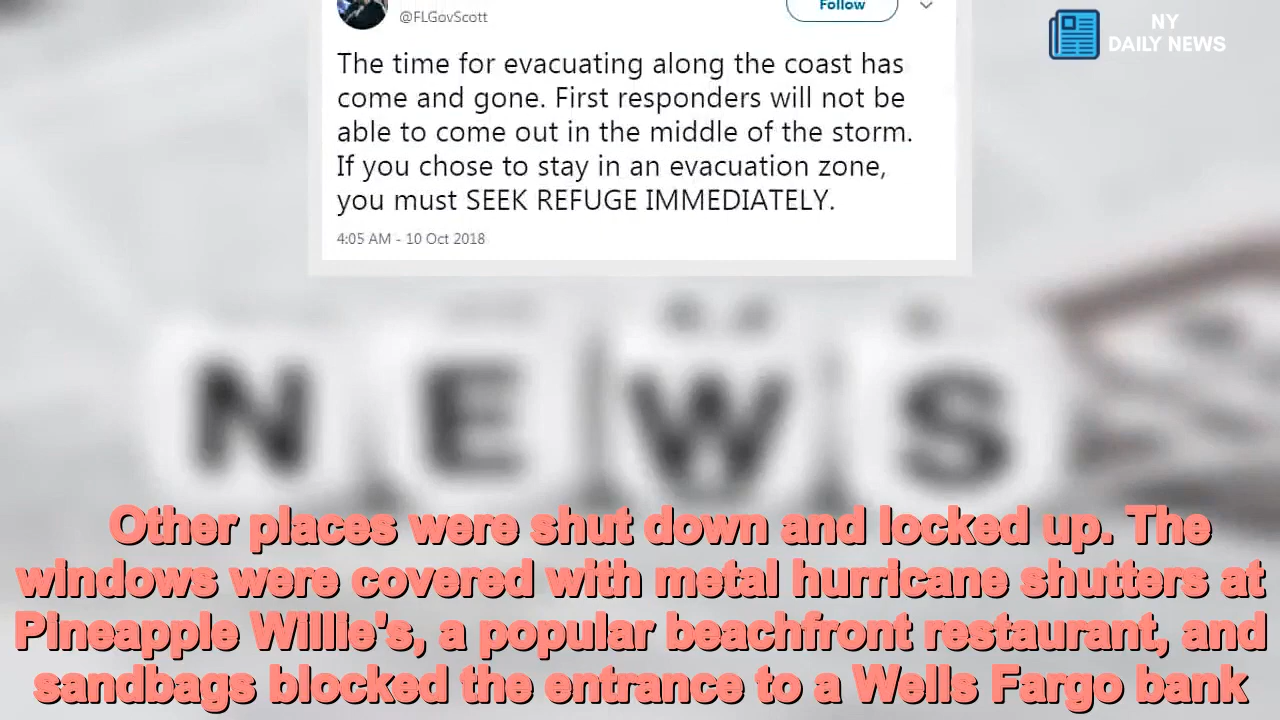 Follow
@FLGovScott
NY
DAILY NEWS
The time for evacuating along the coast has
come and gone. First responders will not be
able to come out in the middle of the storm.
If you chose to stay in an evacuation zone,
you must SEEK REFUGE IMMEDIATELY.
4:05 AM - 10 Oct 2018
NEWS
Other places were shut down and locked up. The
windows were covered with metal hurricane shutters at
Pineapple Willie's, a popular beachfront restaurant, and
sandbags blocked the entrance to a Wells Fargo bank